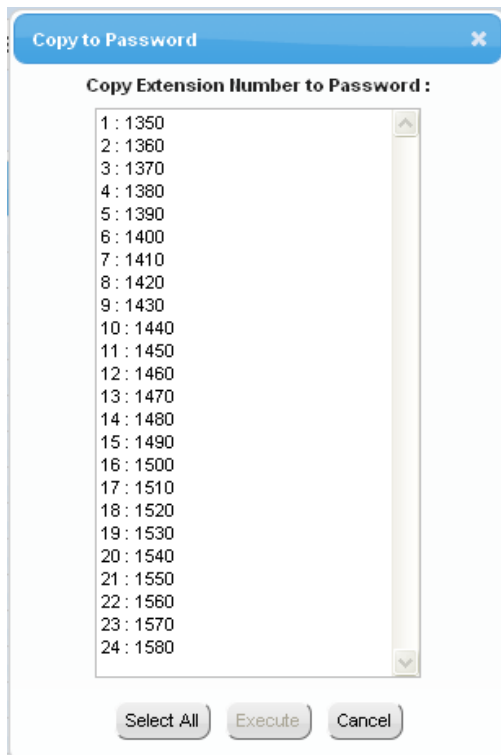 Copy to Password
Copy Extension Number to Password :
1 : 1350
2 : 1360
3 : 1370
4 : 1380
5 : 1390
6 : 1400
7 : 1410
8 : 1420
9 : 1430
10 : 1440
11 : 1450
12 : 1460
13 : 1470
14 : 1480
15 : 1490
16 : 1500
17 : 1510
18 : 1520
19 : 1530
20 : 1540
21 : 1550
22 : 1560
23 : 1570
24 : 1580
Select All Execute Cancel